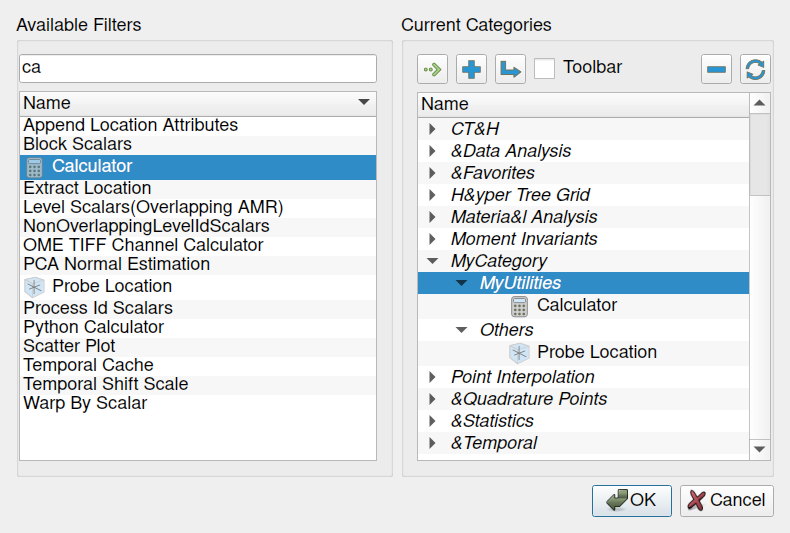 Available Filters
ca
Name
Append Location Attributes
Block Scalars
Calculator
Extract Location
Level Scalars(Overlapping AMR)
NonOverlappingLevelIdScalars
OME TIFF Channel Calculator
PCA Normal Estimation
Probe Location
Process Id Scalars
Python Calculator
Scatter Plot
Temporal Cache
Temporal Shift Scale
Warp By Scalar
Current Categories
Toolbar
Name
CT&H
&Data Analysis
&Favorites
H&yper Tree Grid
Materia&l Analysis
Moment Invariants
MyCategory
MyUtilities
Calculator
Others
Probe Location
Point Interpolation
&Quadrature Points
&Statistics
&Temporal
OK
Cancel